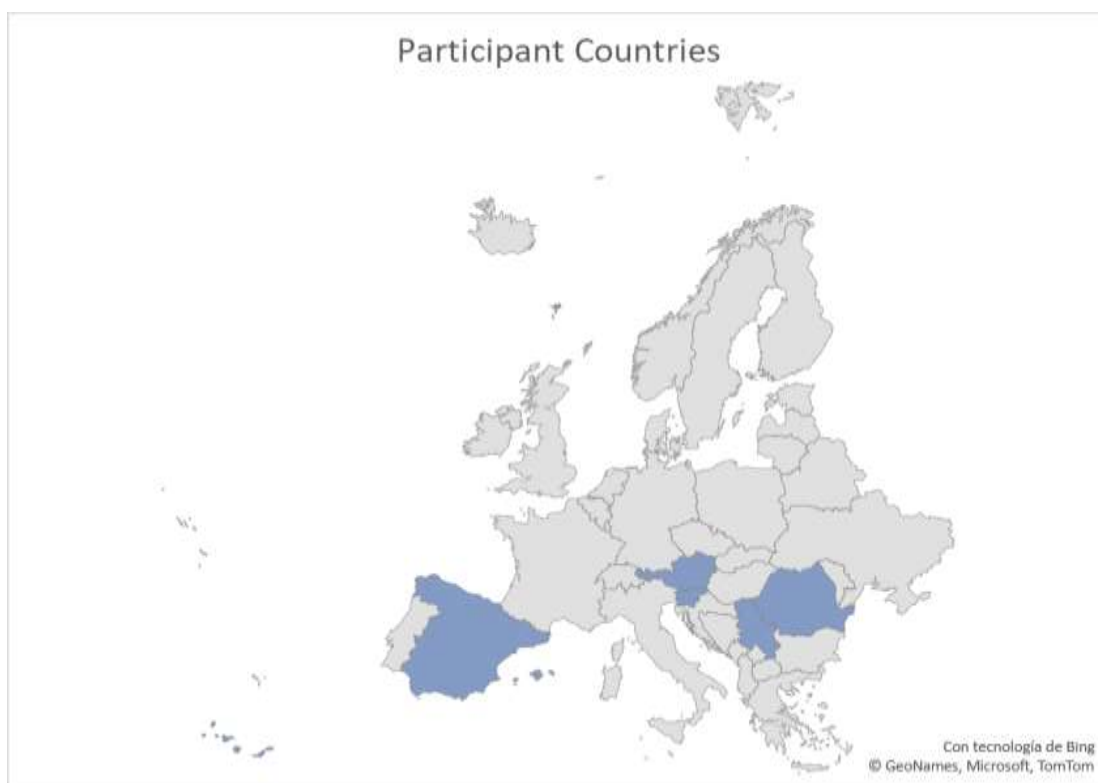 Participant Countries
Con tecnología de Bing
© GeoNames, Microsoft, TomTom